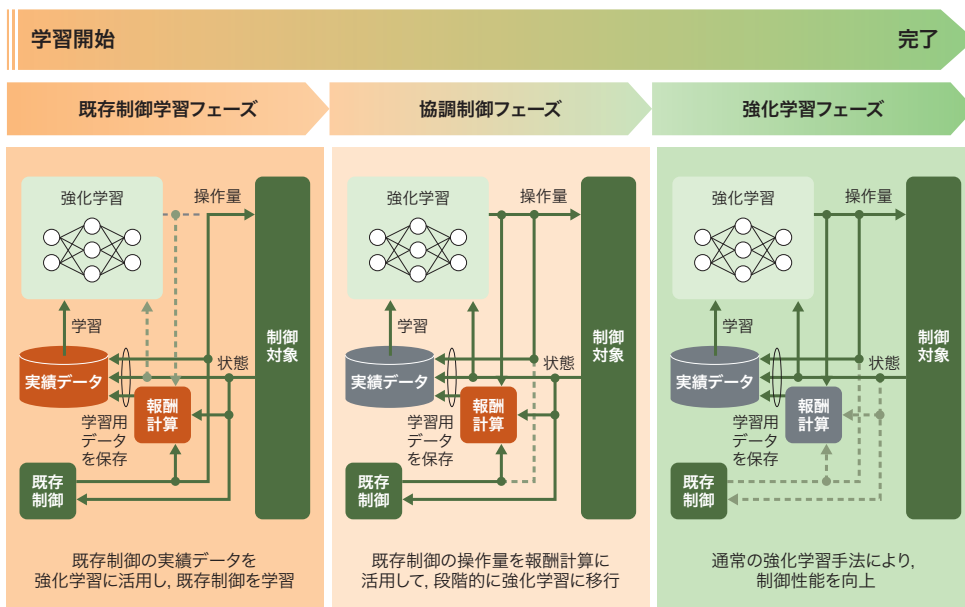 学習開始
完了
既存制御学習フェーズ
協調制御フェーズ
強化学習フェーズ
強化学習
操作量
学習
制御
対象
状態
実績データ
報酬
計算
学習用
データ
を保存
既存
制御
既存制御の実績データを
強化学習に活用し, 既存制御を学習
強化学習
操作量
学習
制御
対象
状態
実績データ
報酬
計算
学習用
データ
を保存
既存
制御
既存制御の操作量を報酬計算に
活用して, 段階的に強化学習に移行
強化学習
操作量
学習
制御
対象
状態
実績データ
報酬
計算
学習用
データ
を保存
既存
制御
通常の強化学習手法により,
制御性能を向上